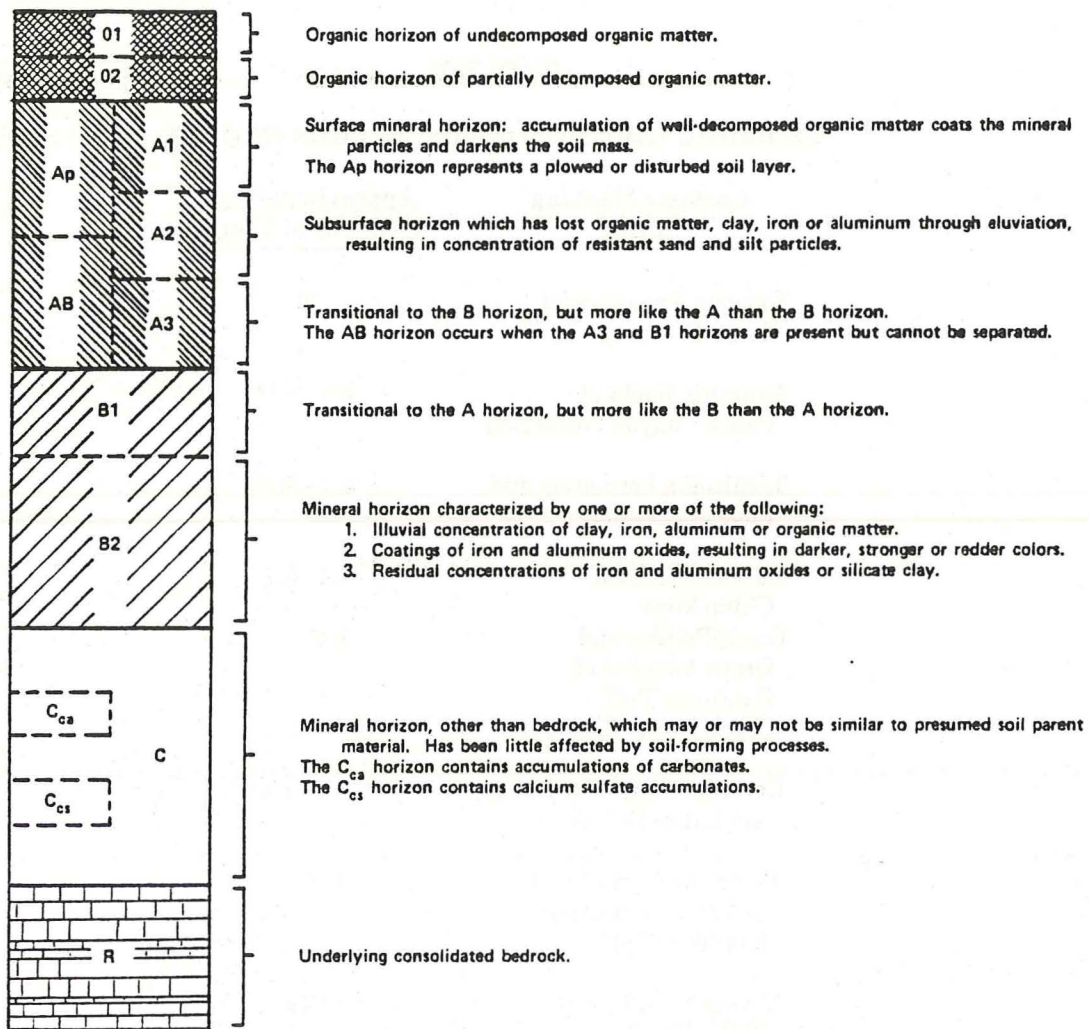 01
Organic horizon of undecomposed organic matter.
02
Organic horizon of partially decomposed organic matter.
Ap
A1
Surface mineral horizon: accumulation of well-decomposed organic matter coats the mineral
particles and darkens the soil mass.
The Ap horizon represents a plowed or disturbed soil layer.
A2
Subsurface horizon which has lost organic matter, clay, iron or aluminum through eluviation,
resulting in concentration of resistant sand and silt particles.
AB
A3
Transitional to the B horizon, but more like the A than the B horizon.
The AB horizon occurs when the A3 and B1 horizons are present but cannot be separated.
B1
Transitional to the A horizon, but more like the B than the A horizon.
B2
Mineral horizon characterized by one or more of the following:
1. Illuvial concentration of clay, iron, aluminum or organic matter.
2. Coatings of iron and aluminum oxides, resulting in darker, stronger or redder colors.
3. Residual concentrations of iron and aluminum oxides or silicate clay.
Cca
C
Ccs
Mineral horizon, other than bedrock, which may or may not be similar to presumed soil parent
material. Has been little affected by soil-forming processes.
The Cca horizon contains accumulations of carbonates.
The Ccs horizon contains calcium sulfate accumulations.
R
Underlying consolidated bedrock.